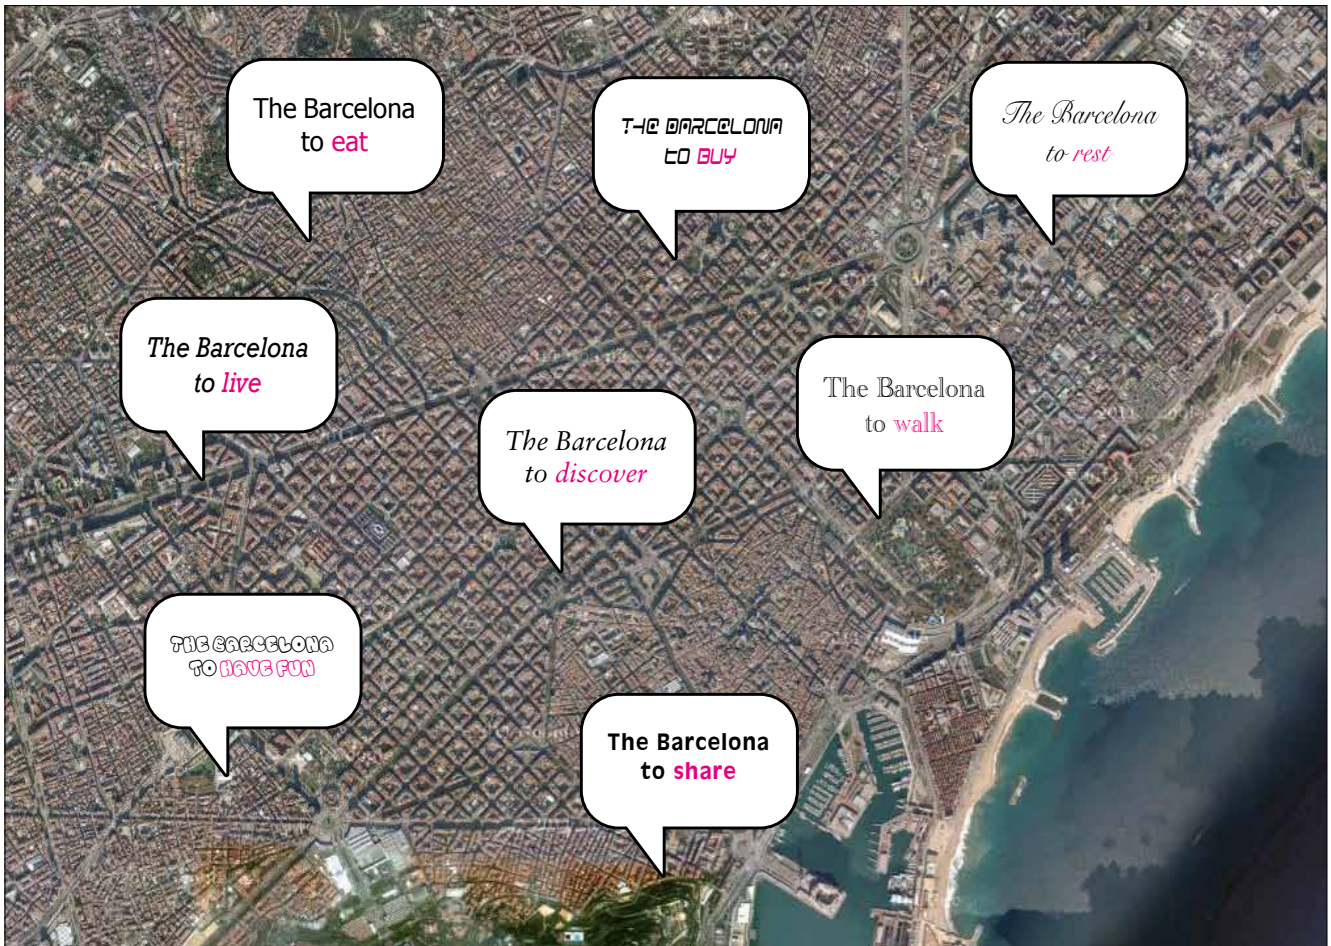 The Barcelona
to eat
THE BARCELONA
to BUY
The Barcelona
to rest
The Barcelona
to live
The Barcelona
to walk
The Barcelona
to discover
THE BARCELONA
TO HAVE FUN
The Barcelona
to share